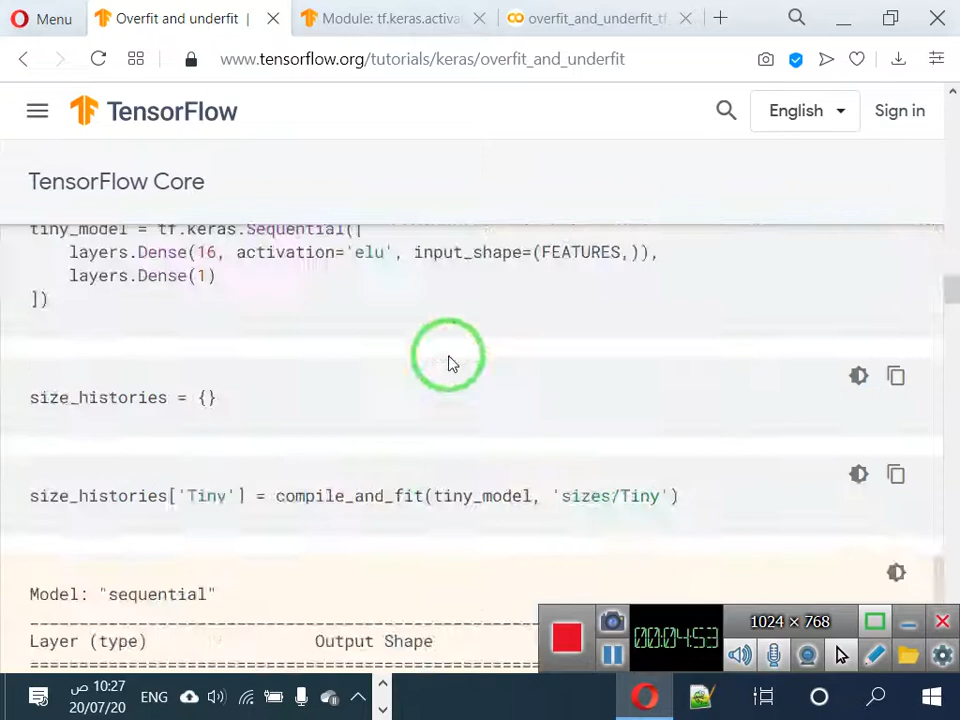 Menu
Overfit and underfit |
Module: tf.keras.activa
overfit_and_underfit_tf
www.tensorflow.org/tutorials/keras/overfit_and_underfit
TensorFlow
English
Sign in
TensorFlow Core
tiny_model = tf.keras.Sequential([
layers.Dense(16, activation='elu', input_shape=(FEATURES,)),
layers.Dense(1)
])
size_histories = {}
size_histories['Tiny'] = compile_and_fit(tiny_model, 'sizes/Tiny')
Model: "sequential"
Layer (type) Output Shape
00:04:53
1024 × 768
10:27 ص
ENG
20/07/20